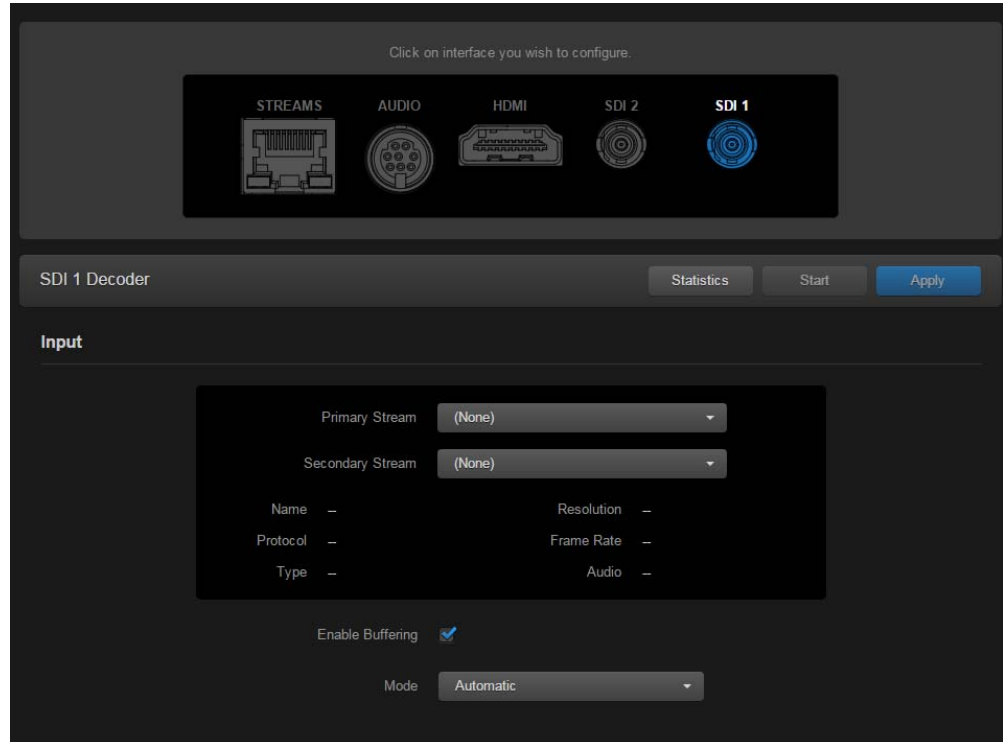 Click on interface you wish to configure.
STREAMS AUDIO HDMI SDI 2 SDI 1
SDI 1 Decoder Statistics Start Apply
Input
Primary Stream (None)
Secondary Stream (None)
Name -- Resolution --
Protocol -- Frame Rate --
Type -- Audio --
Enable Buffering
Mode Automatic